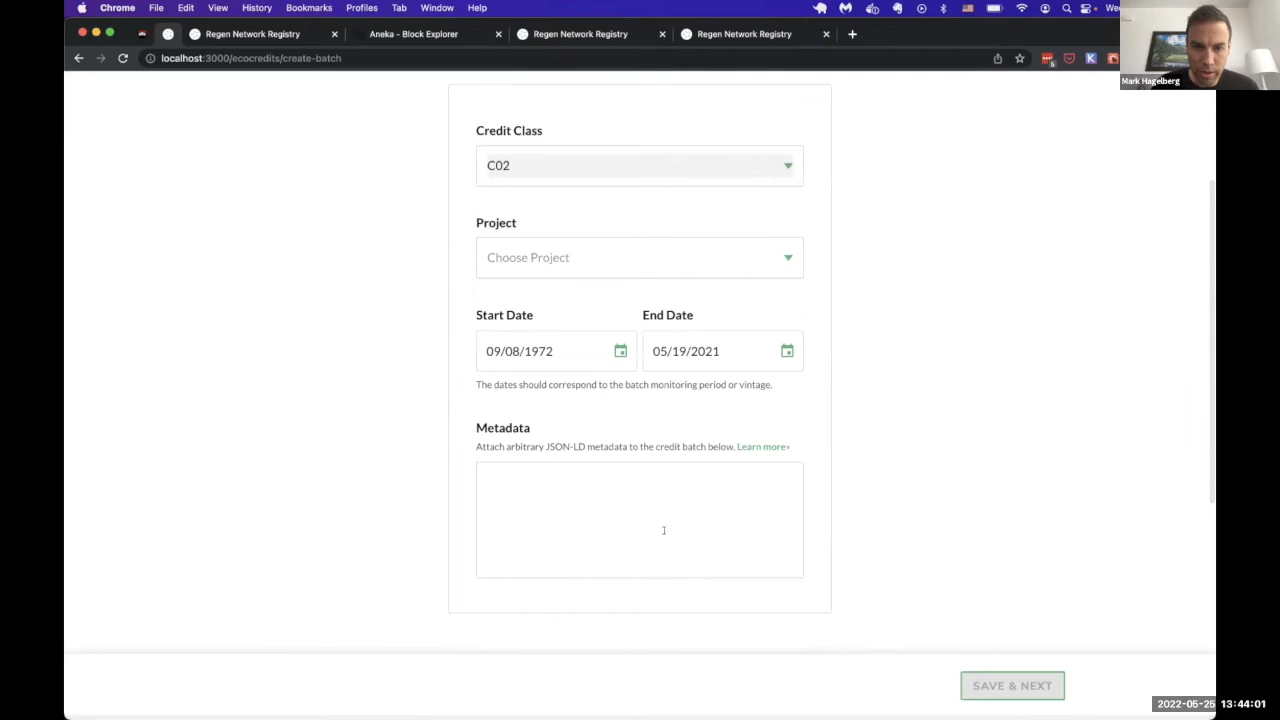 Chrome File Edit View History Bookmarks Profiles Tab Window Help
Regen Network Registry
Aneka - Block Explorer
Regen Network Registry
Regen Network Registry
localhost:3000/ecocredits/create-batch
5
K
Mark Hagelberg
Credit Class
C02
Project
Choose Project
Start Date End Date
09/08/1972 05/19/2021
The dates should correspond to the batch monitoring period or vintage.
Metadata
Attach arbitrary JSON-LD metadata to the credit batch below. Learn more»
SAVE & NEXT
2022-05-25 13:44:01